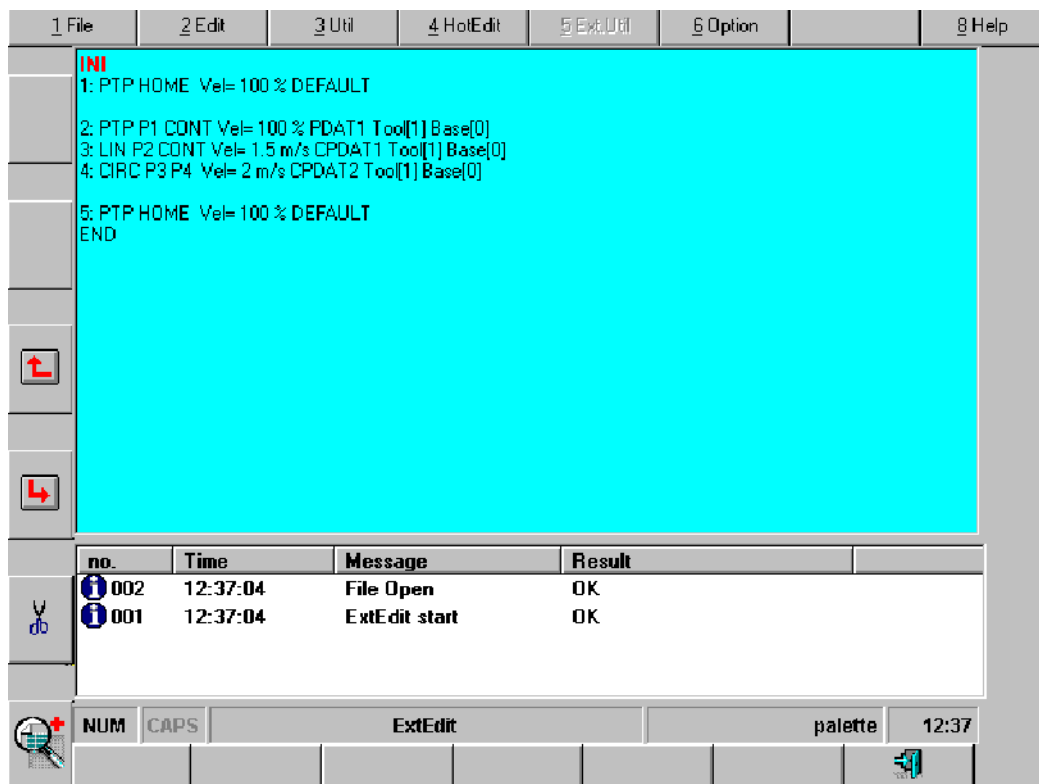 1 File 2 Edit 3 Util 4 HotEdit 5 Ext.Util 6 Option 8 Help
INI
1: PTP HOME Vel= 100 % DEFAULT
2: PTP P1 CONT Vel= 100 % PDAT1 Tool[1] Base[0]
3: LIN P2 CONT Vel= 1.5 m/s CPDAT1 Tool[1] Base[0]
4: CIRC P3 P4 Vel= 2 m/s CPDAT2 Tool[1] Base[0]
5: PTP HOME Vel= 100 % DEFAULT
END
no. Time Message Result
002 12:37:04 File Open OK
001 12:37:04 ExtEdit start OK
NUM CAPS ExtEdit palette 12:37